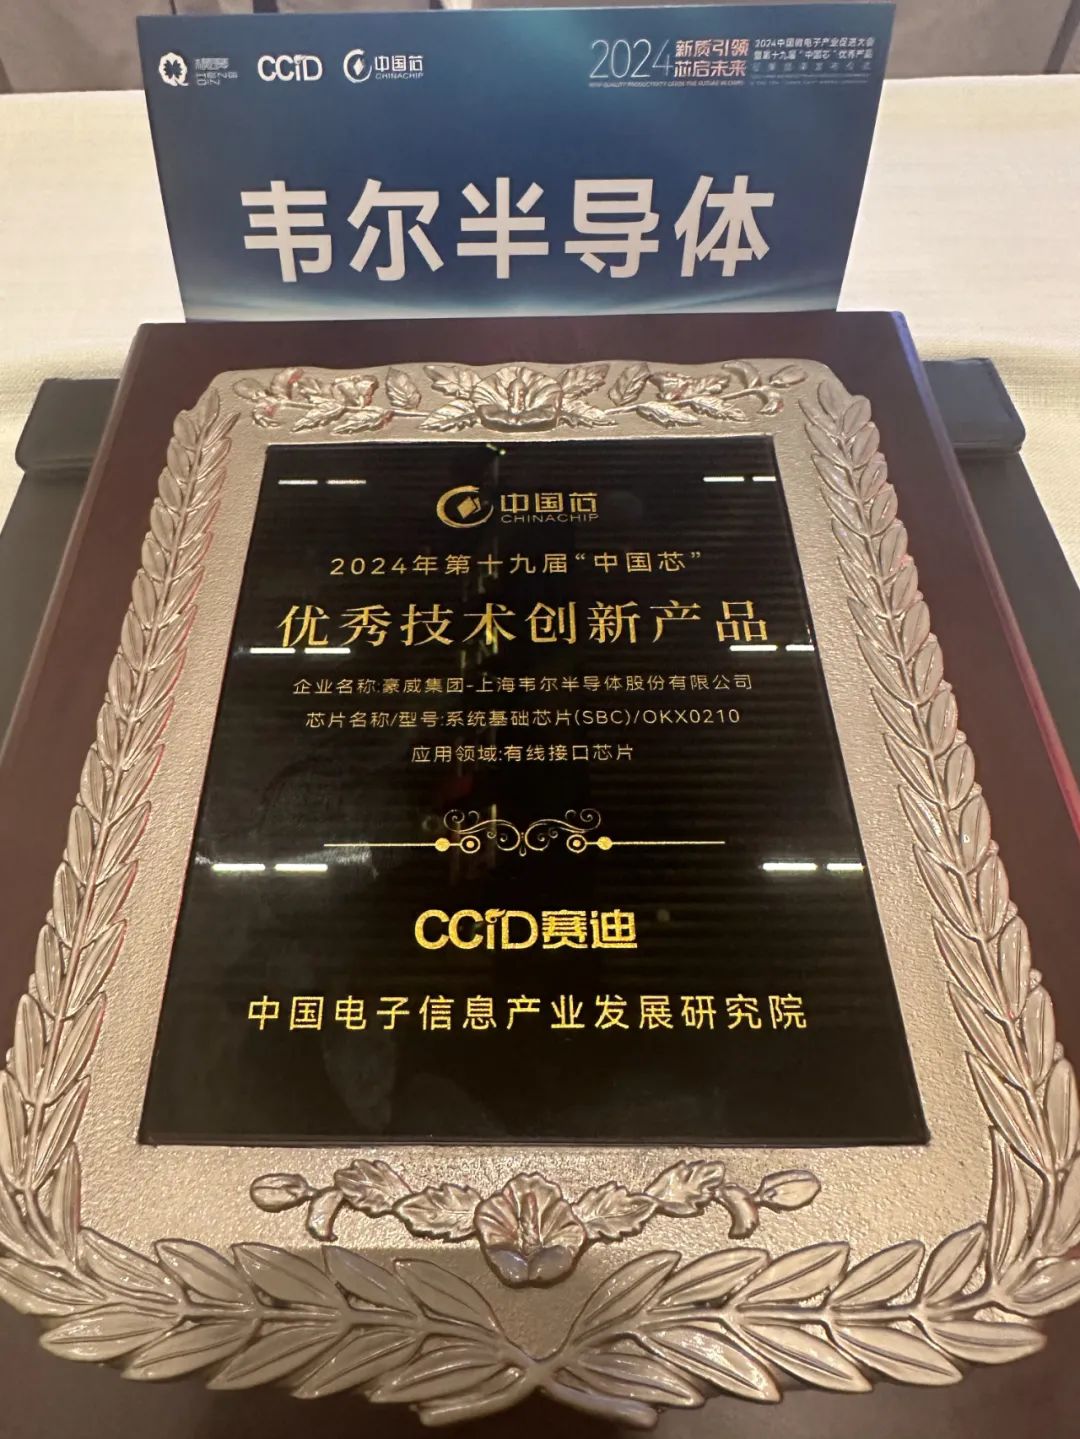 横琴
CCID
中国芯
2024
新质引领
芯启未来
2024中国微电子产业促进大会
暨第十九届“中国芯”优秀产品
韦尔半导体
中国芯
CHINACHIP
2024年第十九届“中国芯”
优秀技术创新产品
企业名称:豪威集团-上海韦尔半导体股份有限公司
芯片名称/型号:系统基础芯片(SBC)/OKX0210
应用领域:有线接口芯片
CCID赛迪
中国电子信息产业发展研究院